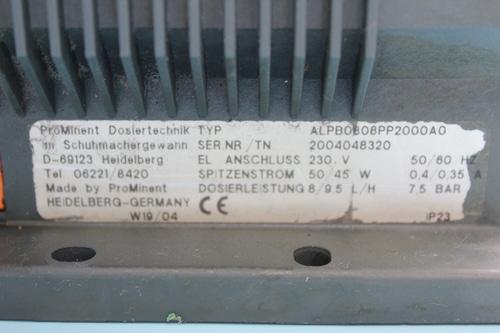 ProMinent Dosiertechnik TYP ALPB0808PP2000A0
Im Schuhmachergewann SER NR/TN 2004048320
D-69123 Heidelberg EL ANSCHLUSS 230 V 50/60 HZ
Tel 06221/8420 SPITZENSTROM 50/45 W 0,4/0,35 A
Made by ProMinent DOSIERLEISTUNG 8/9.5 L/H 7,5 BAR
HEIDELBERG-GERMANY CE
W19/04 IP23